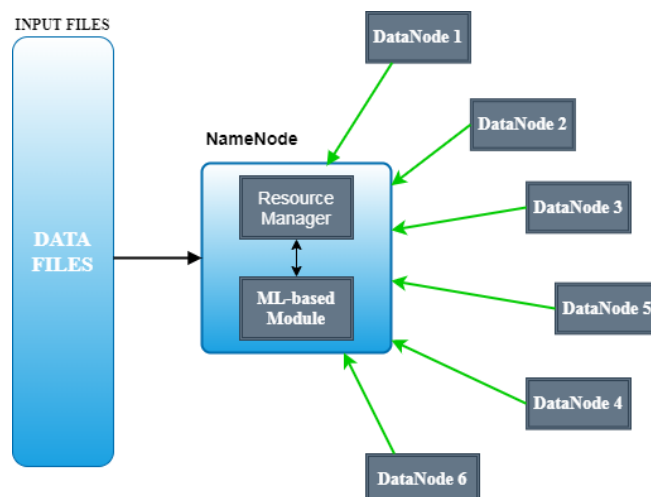 INPUT FILES
DATA
FILES
NameNode
Resource
Manager
ML-based
Module
DataNode 1
DataNode 2
DataNode 3
DataNode 5
DataNode 4
DataNode 6